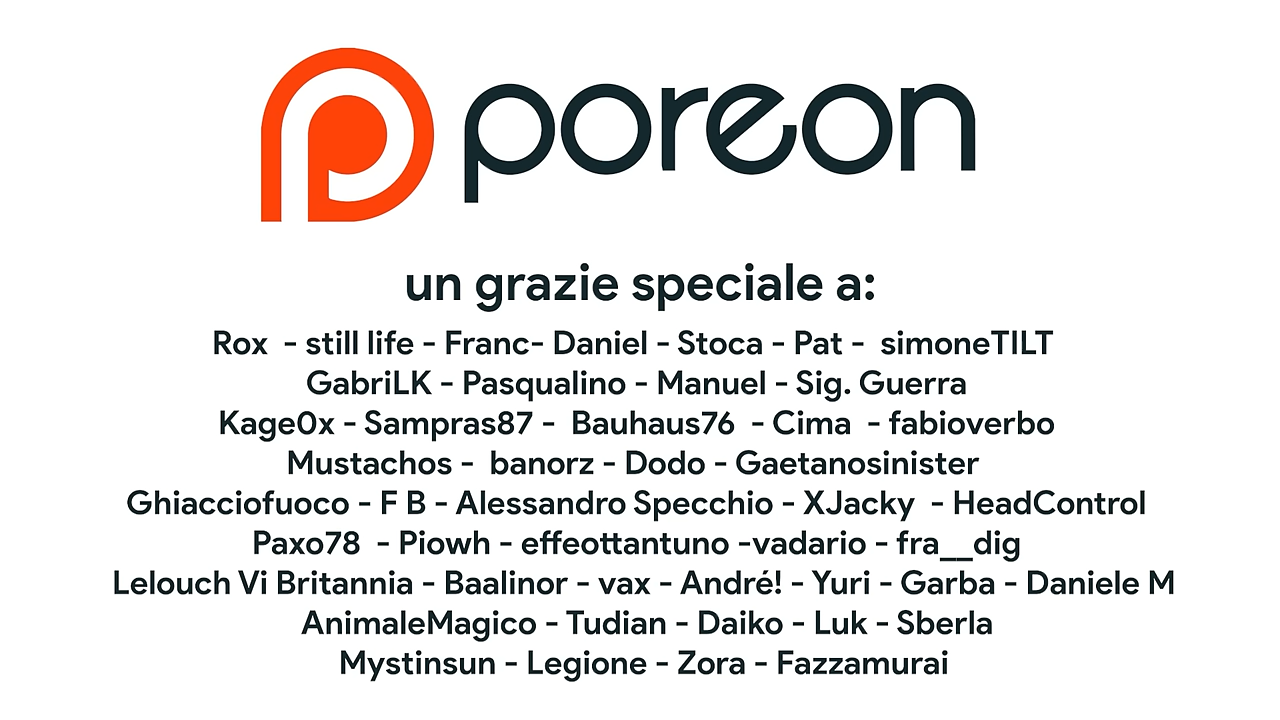 poreon
un grazie speciale a:
Rox  - still life - Franc- Daniel - Stoca - Pat -  simoneTILT
GabriLK - Pasqualino - Manuel - Sig. Guerra
Kage0x - Sampras87 -  Bauhaus76  - Cima  - fabioverbo
Mustachos -  banorz - Dodo - Gaetanosinister
Ghiacciofuoco - F B - Alessandro Specchio - XJacky  - HeadControl
Paxo78  - Piowh - effeottantuno -vadario - fra__dig
Lelouch Vi Britannia - Baalinor - vax - André! - Yuri - Garba - Daniele M
AnimaleMagico - Tudian - Daiko - Luk - Sberla
Mystinsun - Legione - Zora - Fazzamurai